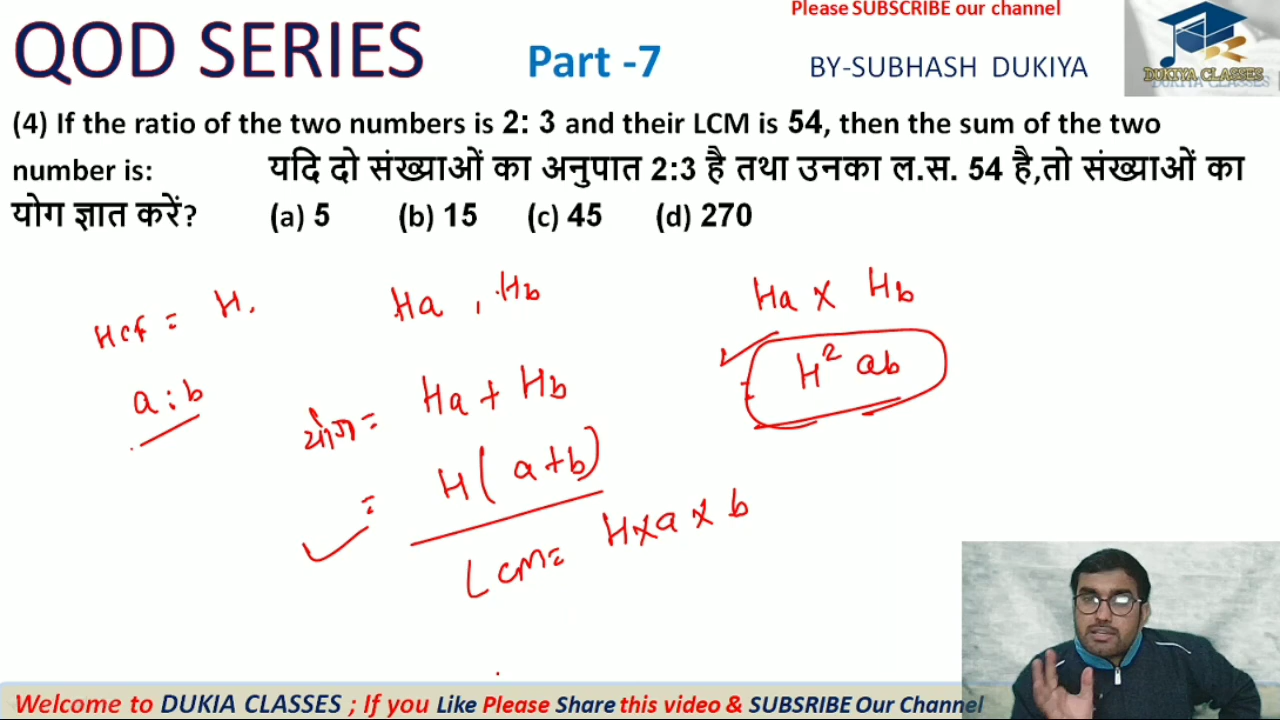 Please SUBSCRIBE our channel
QOD SERIES Part -7 BY-SUBHASH DUKIYA
DUKIYA CLASSES
(4) If the ratio of the two numbers is 2: 3 and their LCM is 54, then the sum of the two
number is: यदि दो संख्याओं का अनुपात 2:3 है तथा उनका ल.स. 54 है,तो संख्याओं का
योग ज्ञात करें? (a) 5 (b) 15 (c) 45 (d) 270
Hcf = H. Ha , Hb Ha x Hb
a : b योग = Ha + Hb = H² ab
= H(a+b)
LCM = H x a x b
Welcome to DUKIA CLASSES ; If you Like Please Share this video & SUBSRIBE Our Channel